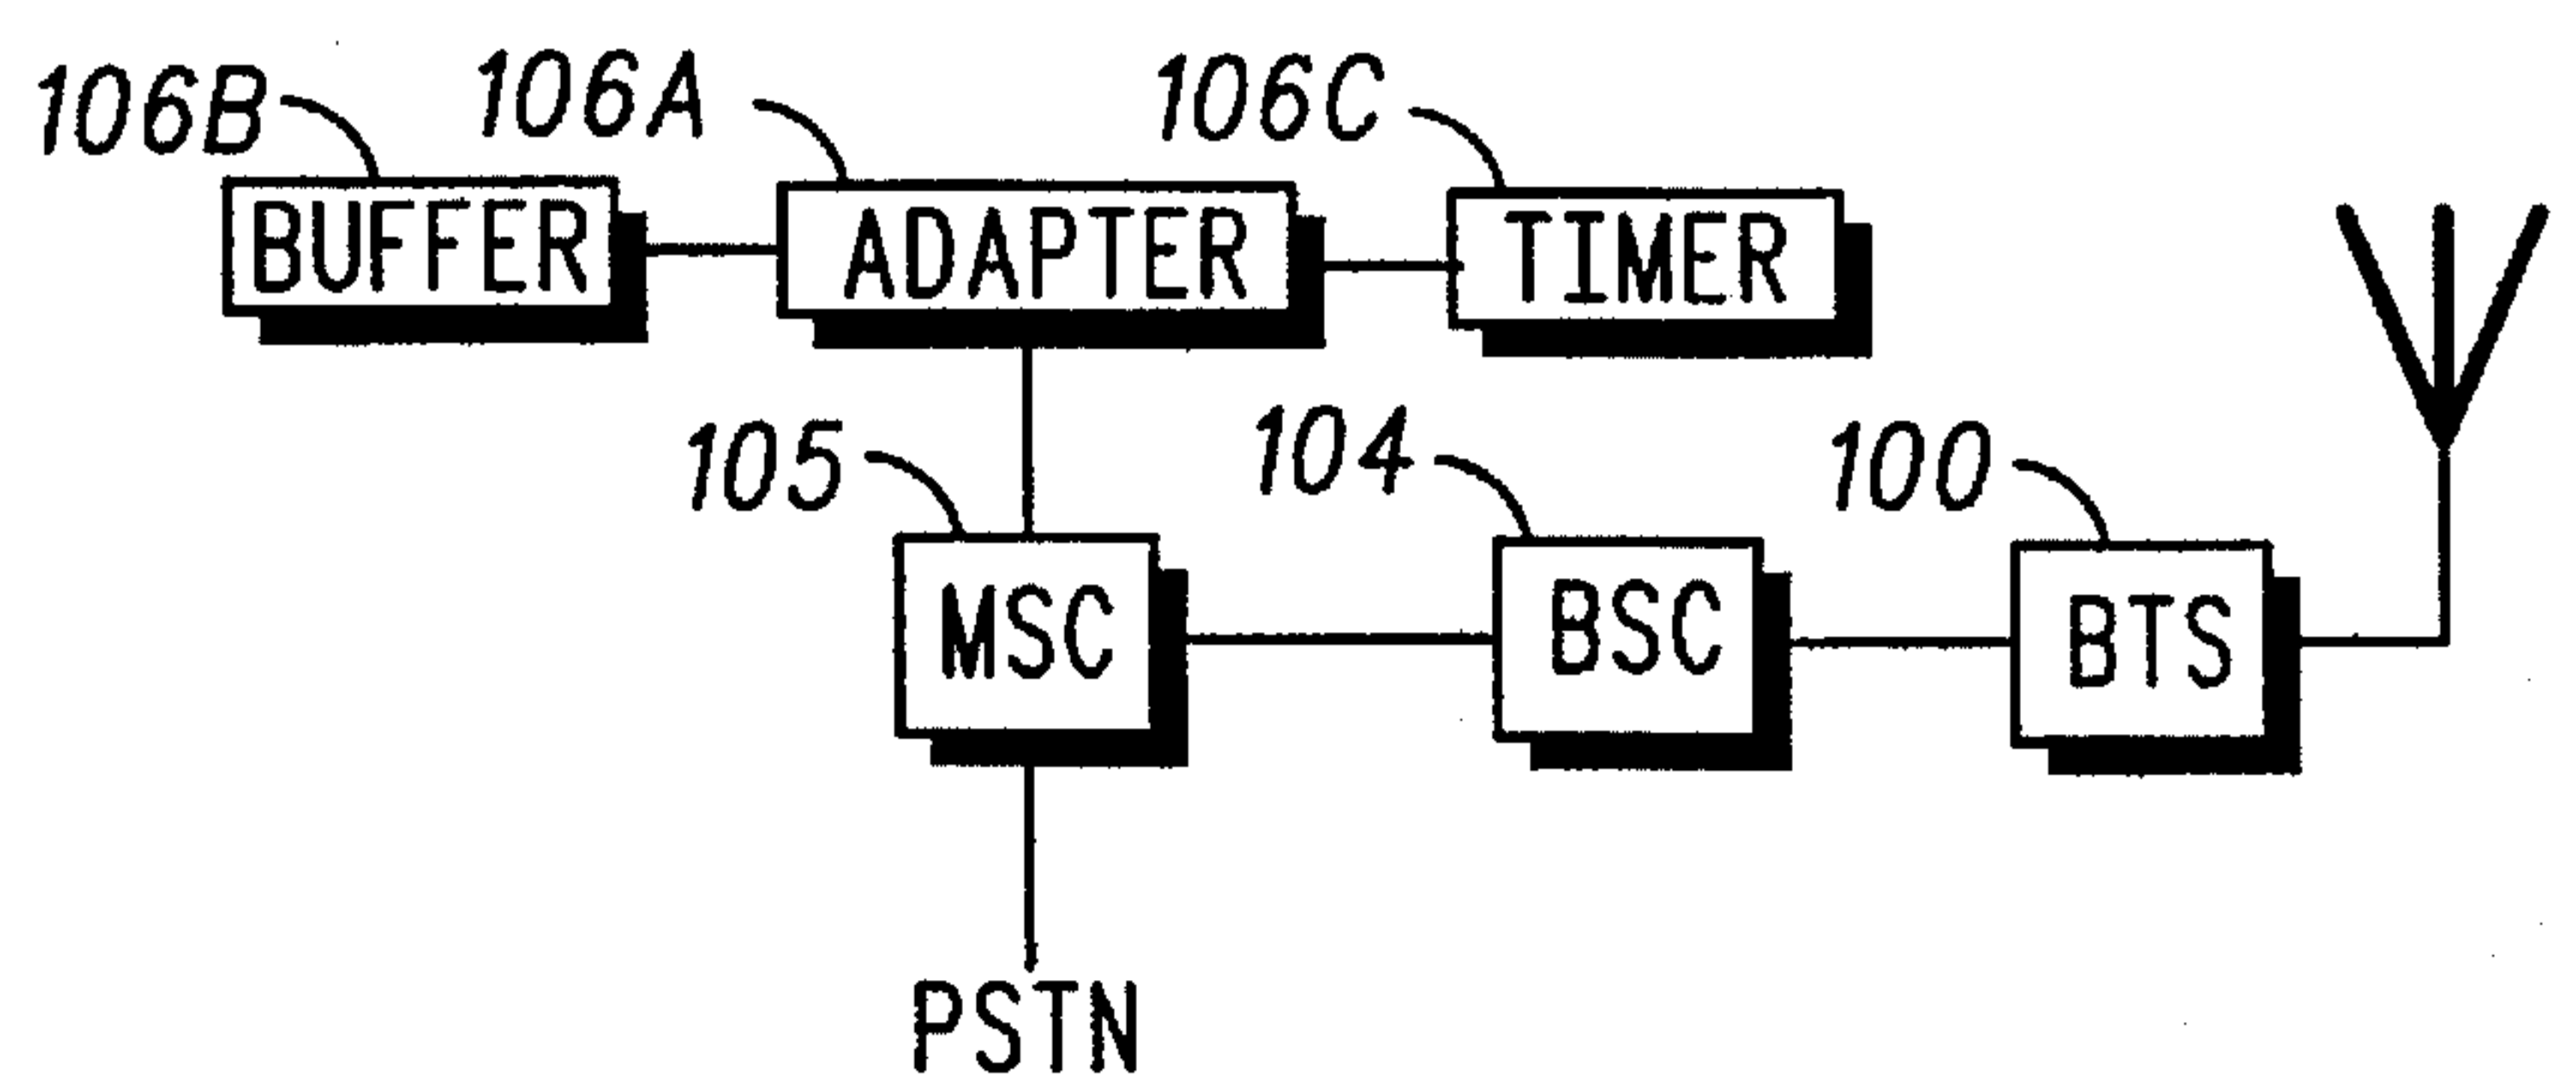 106B 106A 106C
BUFFER ADAPTER TIMER
105 104 100
MSC BSC BTS
PSTN